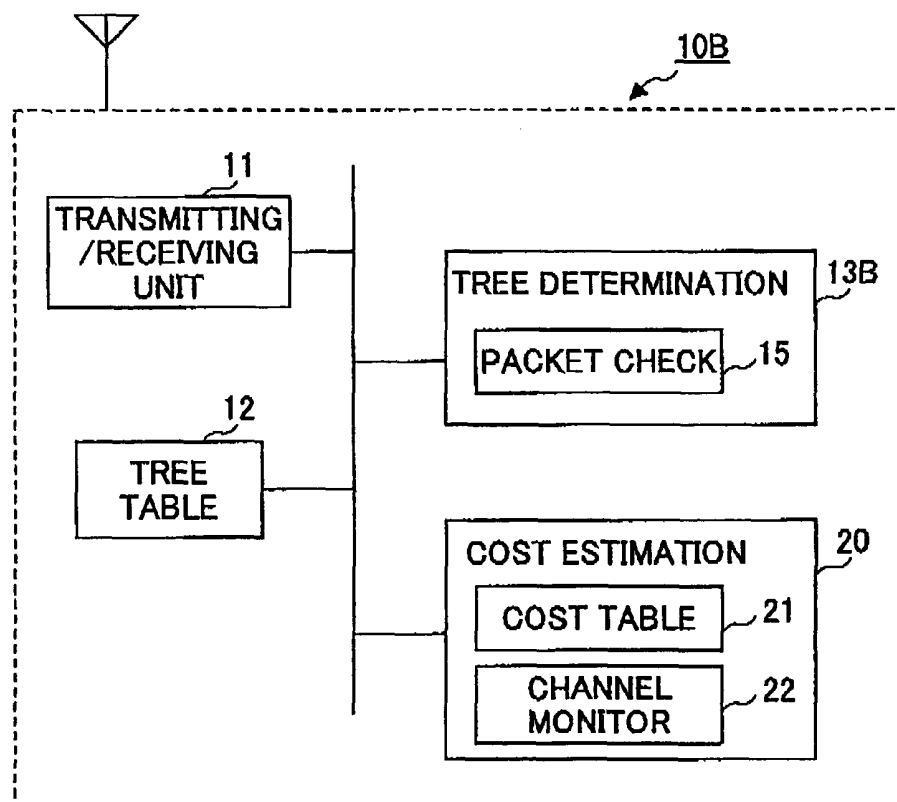 10B
11
TRANSMITTING
/RECEIVING
UNIT
TREE DETERMINATION
13B
PACKET CHECK
15
12
TREE
TABLE
COST ESTIMATION
20
COST TABLE
21
CHANNEL
MONITOR
22